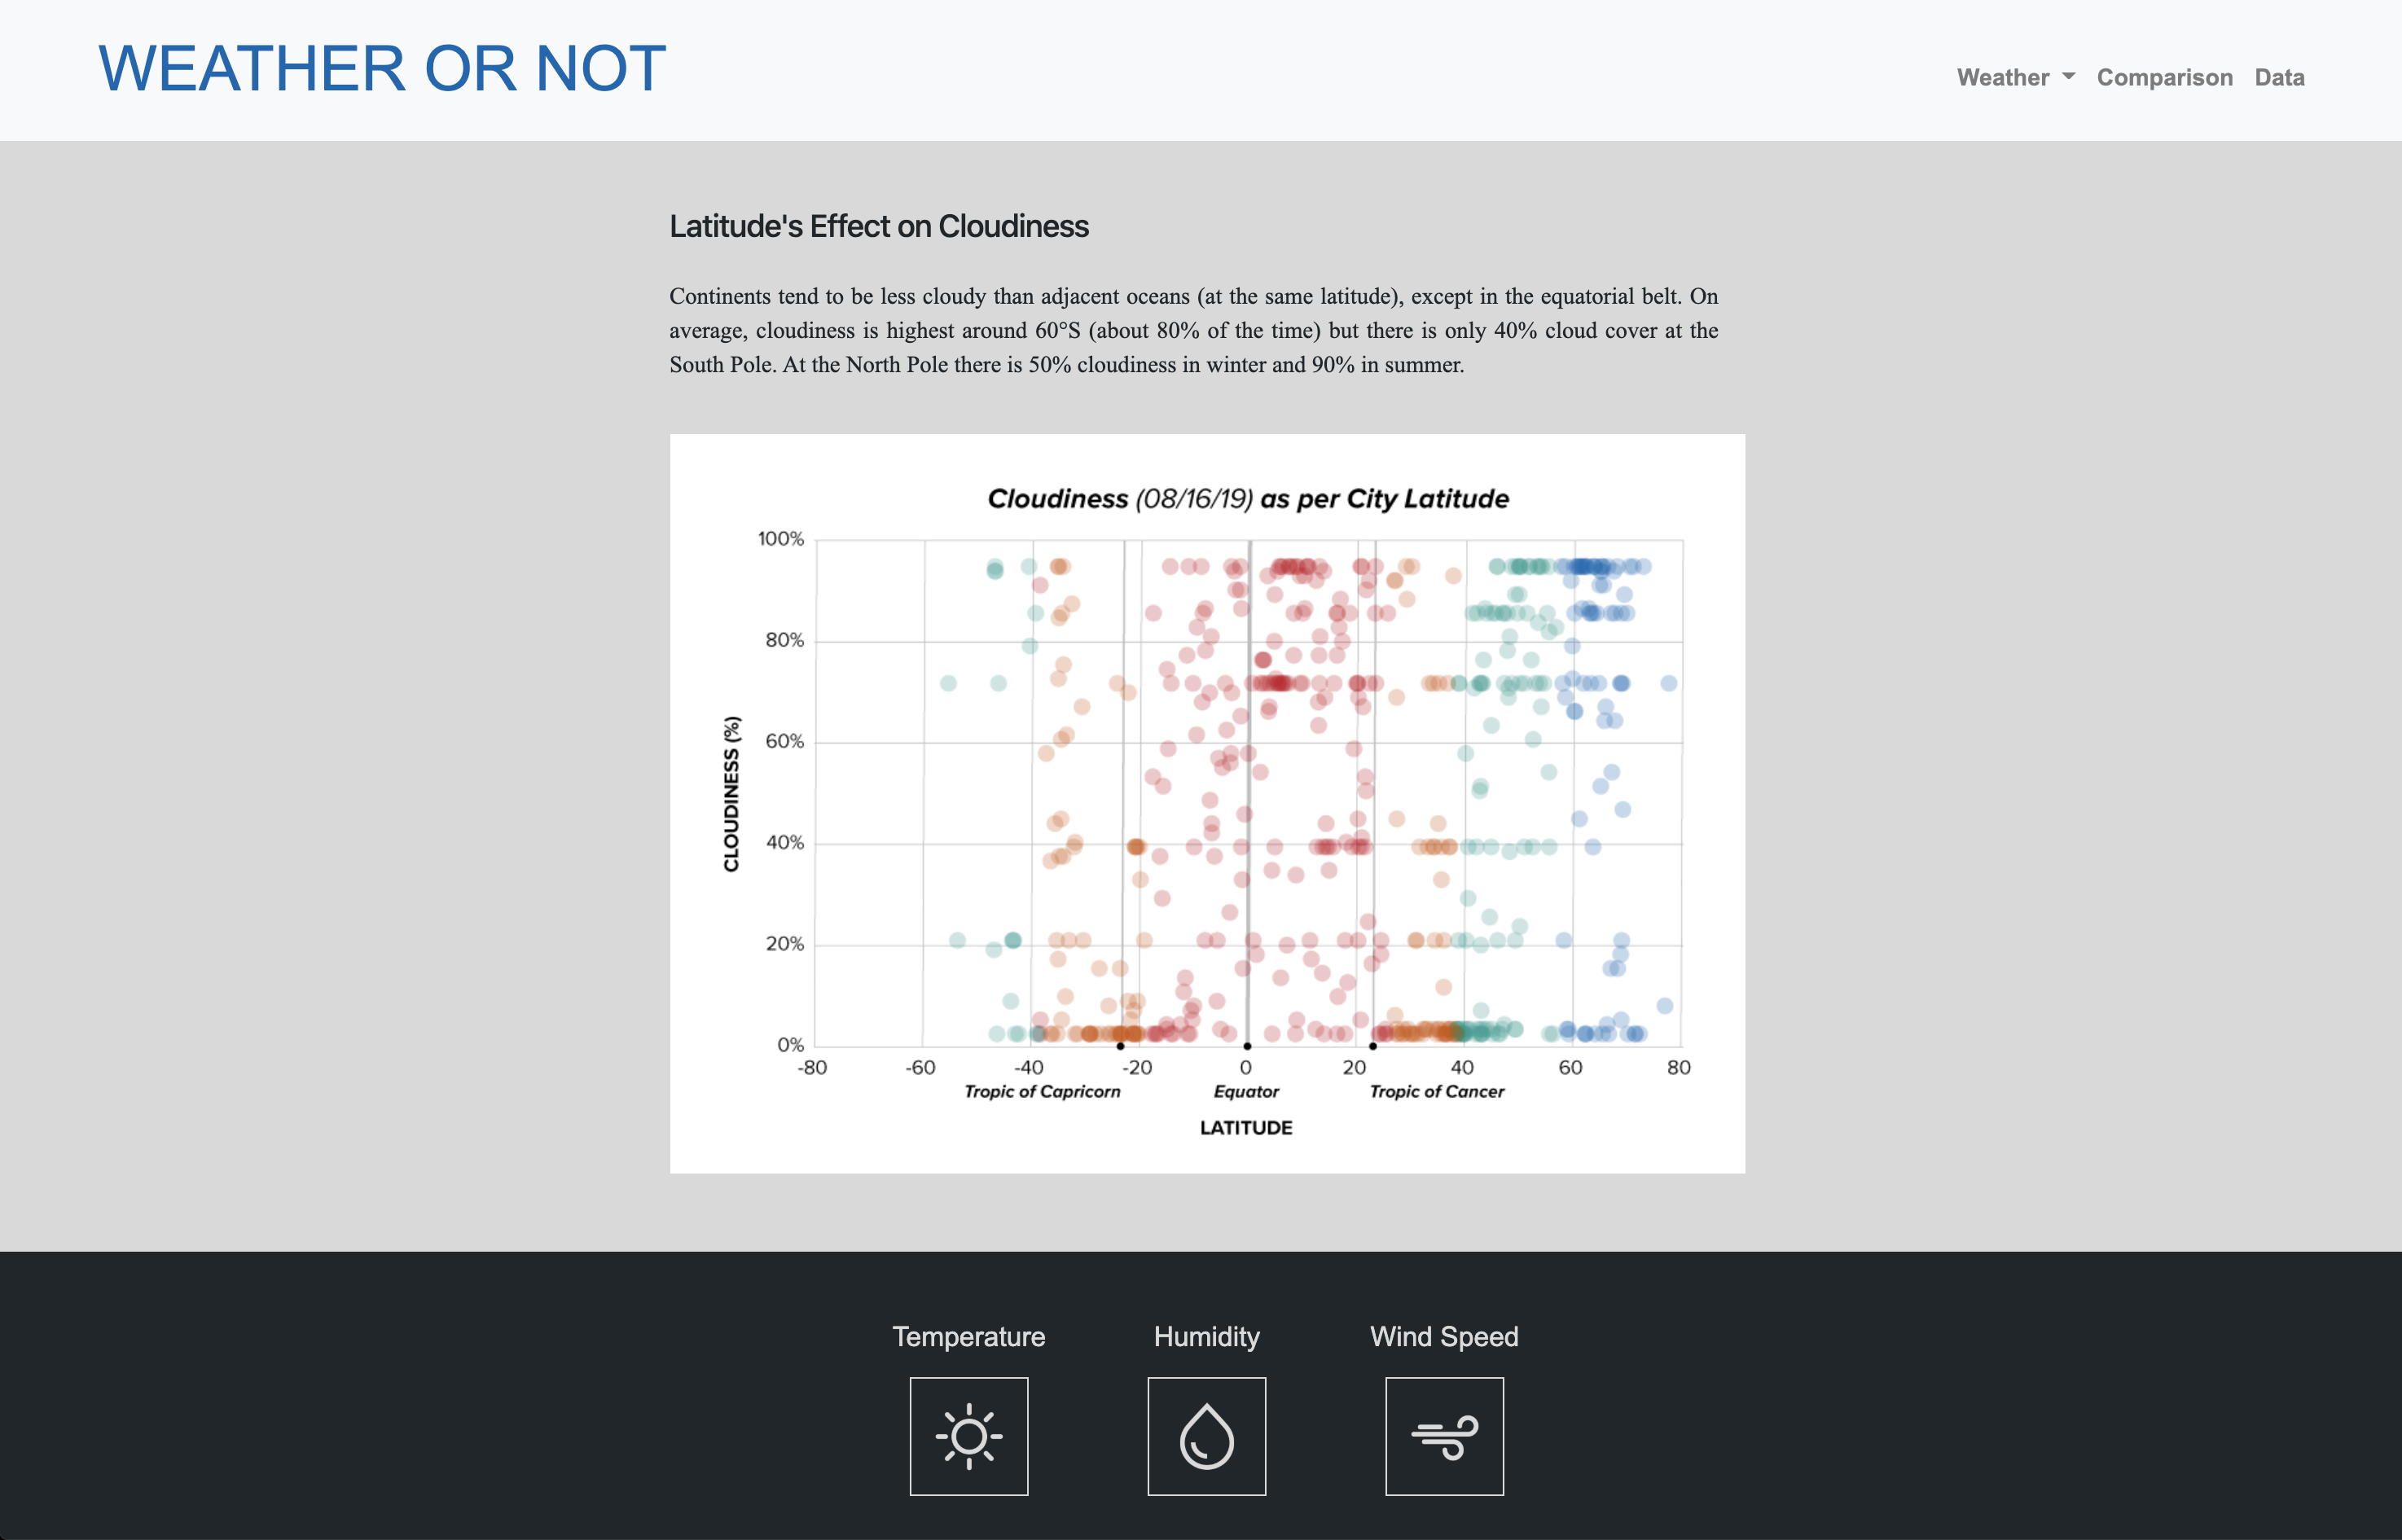 WEATHER OR NOT
Weather Comparison Data
Latitude's Effect on Cloudiness
Continents tend to be less cloudy than adjacent oceans (at the same latitude), except in the equatorial belt. On
average, cloudiness is highest around 60°S (about 80% of the time) but there is only 40% cloud cover at the
South Pole. At the North Pole there is 50% cloudiness in winter and 90% in summer.
Cloudiness (08/16/19) as per City Latitude
CLOUDINESS (%)
100%
80%
60%
40%
20%
0%
-80 -60 -40 -20 0 20 40 60 80
Tropic of Capricorn Equator Tropic of Cancer
LATITUDE
Temperature Humidity Wind Speed